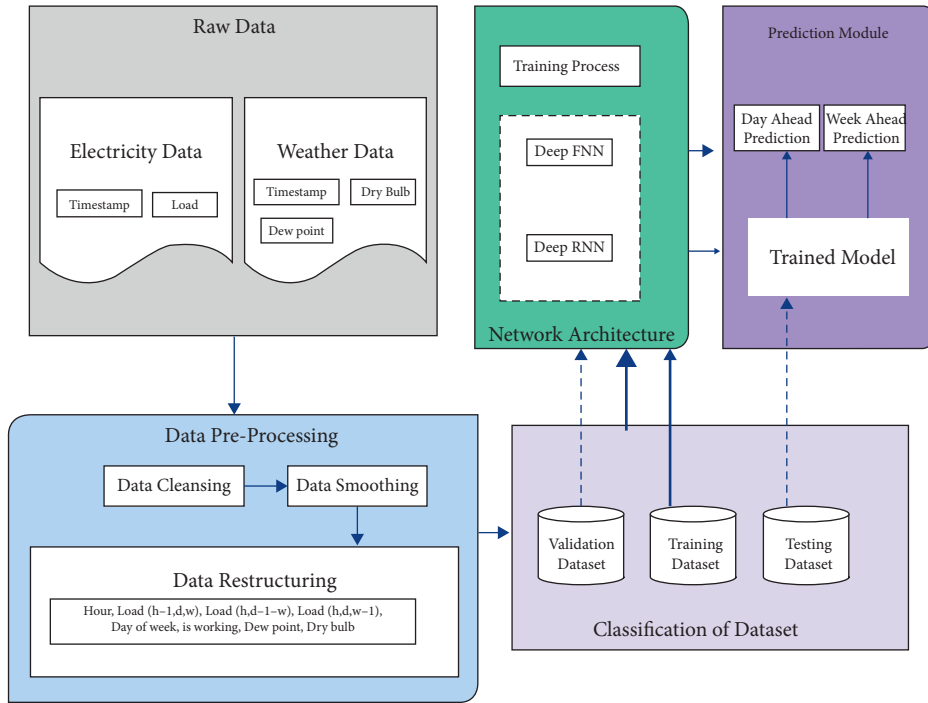 Raw Data
Electricity Data
Timestamp
Load
Weather Data
Timestamp
Dry Bulb
Dew point
Training Process
Deep FNN
Deep RNN
Network Architecture
Prediction Module
Day Ahead
Prediction
Week Ahead
Prediction
Trained Model
Data Pre-Processing
Data Cleansing
Data Smoothing
Data Restructuring
Hour, Load (h–1,d,w), Load (h,d–1–w), Load (h,d,w–1),
Day of week, is working, Dew point, Dry bulb
Validation
Dataset
Training
Dataset
Testing
Dataset
Classification of Dataset